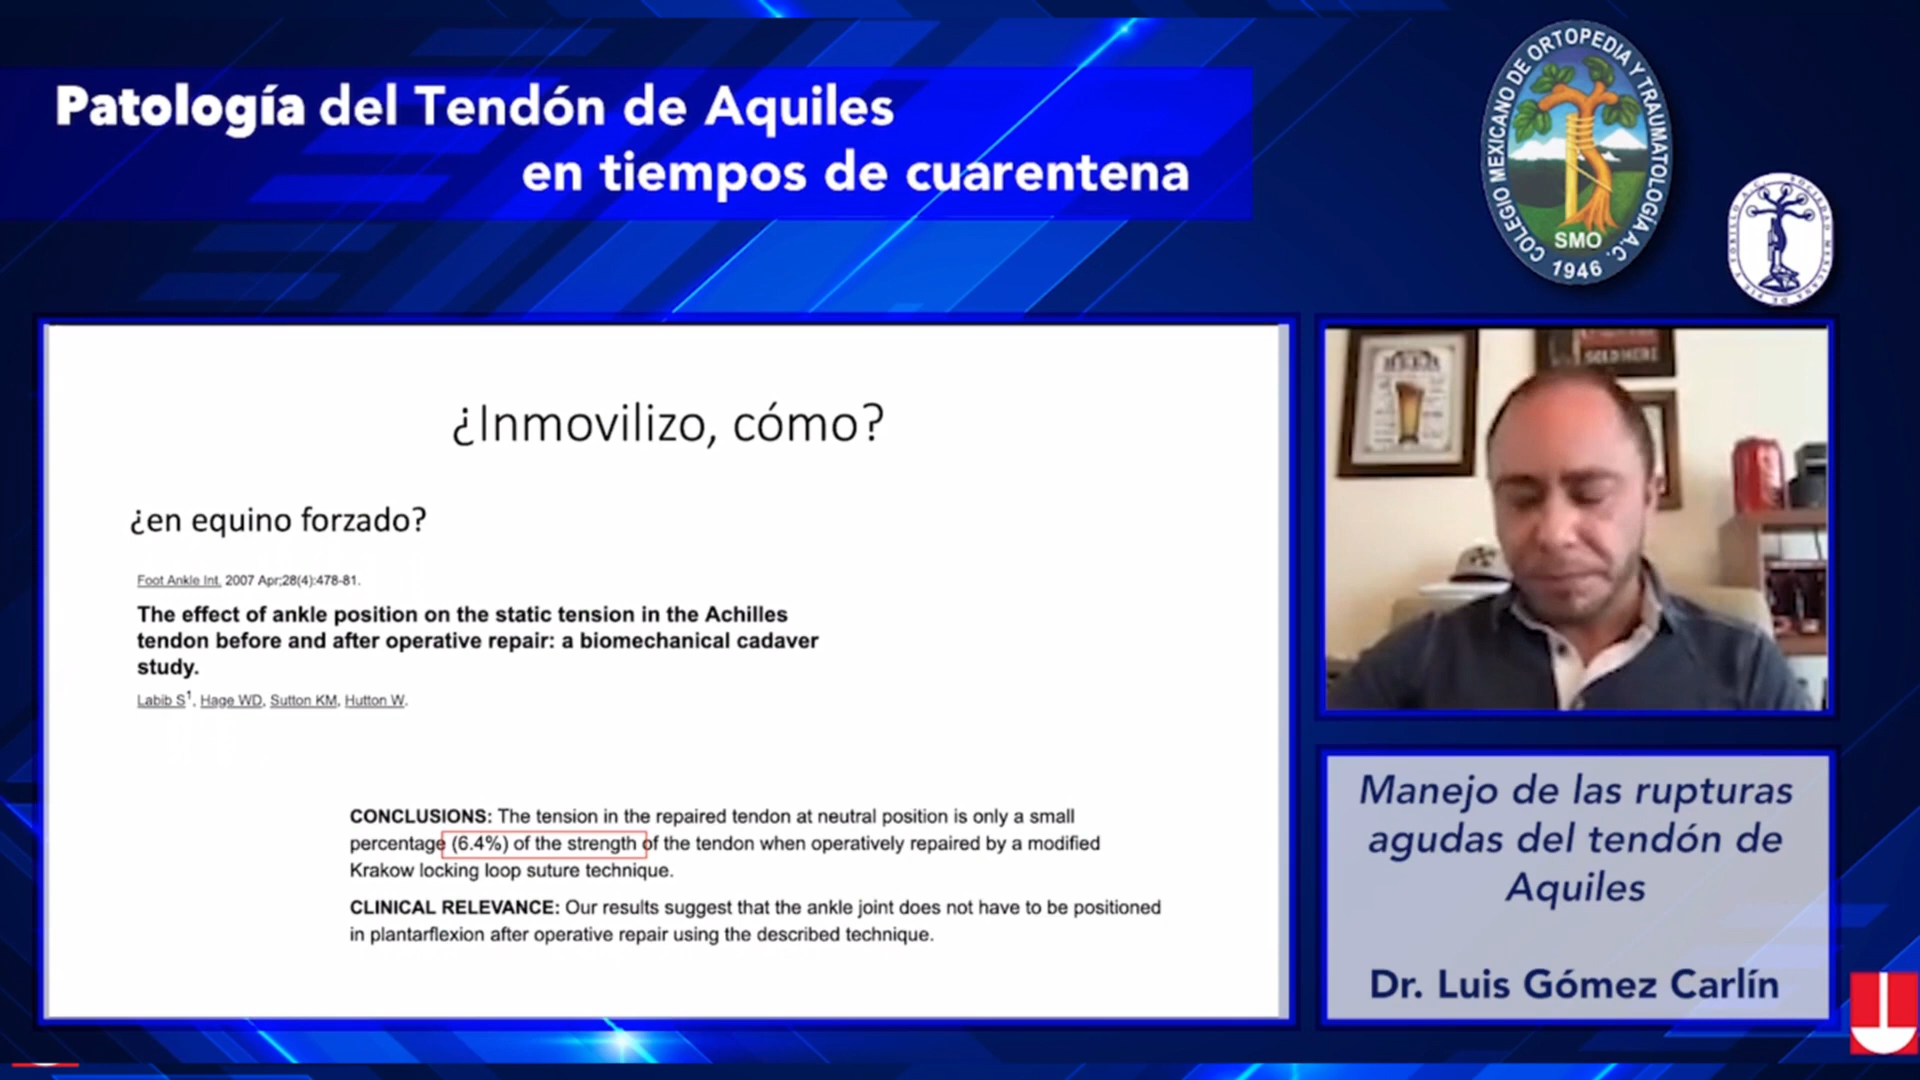 Patología del Tendón de Aquiles
en tiempos de cuarentena
COLEGIO MEXICANO DE ORTOPEDIA Y TRAUMATOLOGÍA A.C.
SMO
1946
¿Inmovilizo, cómo?
¿en equino forzado?
Foot Ankle Int. 2007 Apr;28(4):478-81.
The effect of ankle position on the static tension in the Achilles
tendon before and after operative repair: a biomechanical cadaver
study.
Labib S1, Hage WD, Sutton KM, Hutton W.
CONCLUSIONS: The tension in the repaired tendon at neutral position is only a small
percentage (6.4%) of the strength of the tendon when operatively repaired by a modified
Krakow locking loop suture technique.
CLINICAL RELEVANCE: Our results suggest that the ankle joint does not have to be positioned
in plantarflexion after operative repair using the described technique.
BEER
SOLD HERE
Manejo de las rupturas
agudas del tendón de
Aquiles
Dr. Luis Gómez Carlín